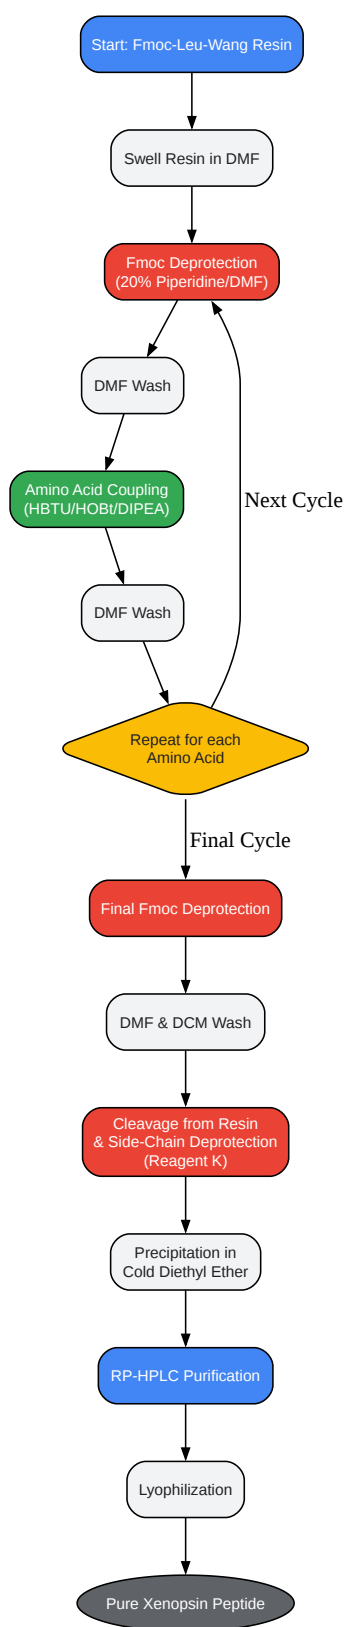 Start: Fmoc-Leu-Wang Resin
Swell Resin in DMF
Fmoc Deprotection
(20% Piperidine/DMF)
DMF Wash
Amino Acid Coupling
(HBTU/HOBt/DIPEA)
Next Cycle
DMF Wash
Repeat for each
Amino Acid
Final Cycle
Final Fmoc Deprotection
DMF & DCM Wash
Cleavage from Resin
& Side-Chain Deprotection
(Reagent K)
Precipitation in
Cold Diethyl Ether
RP-HPLC Purification
Lyophilization
Pure Xenopsin Peptide